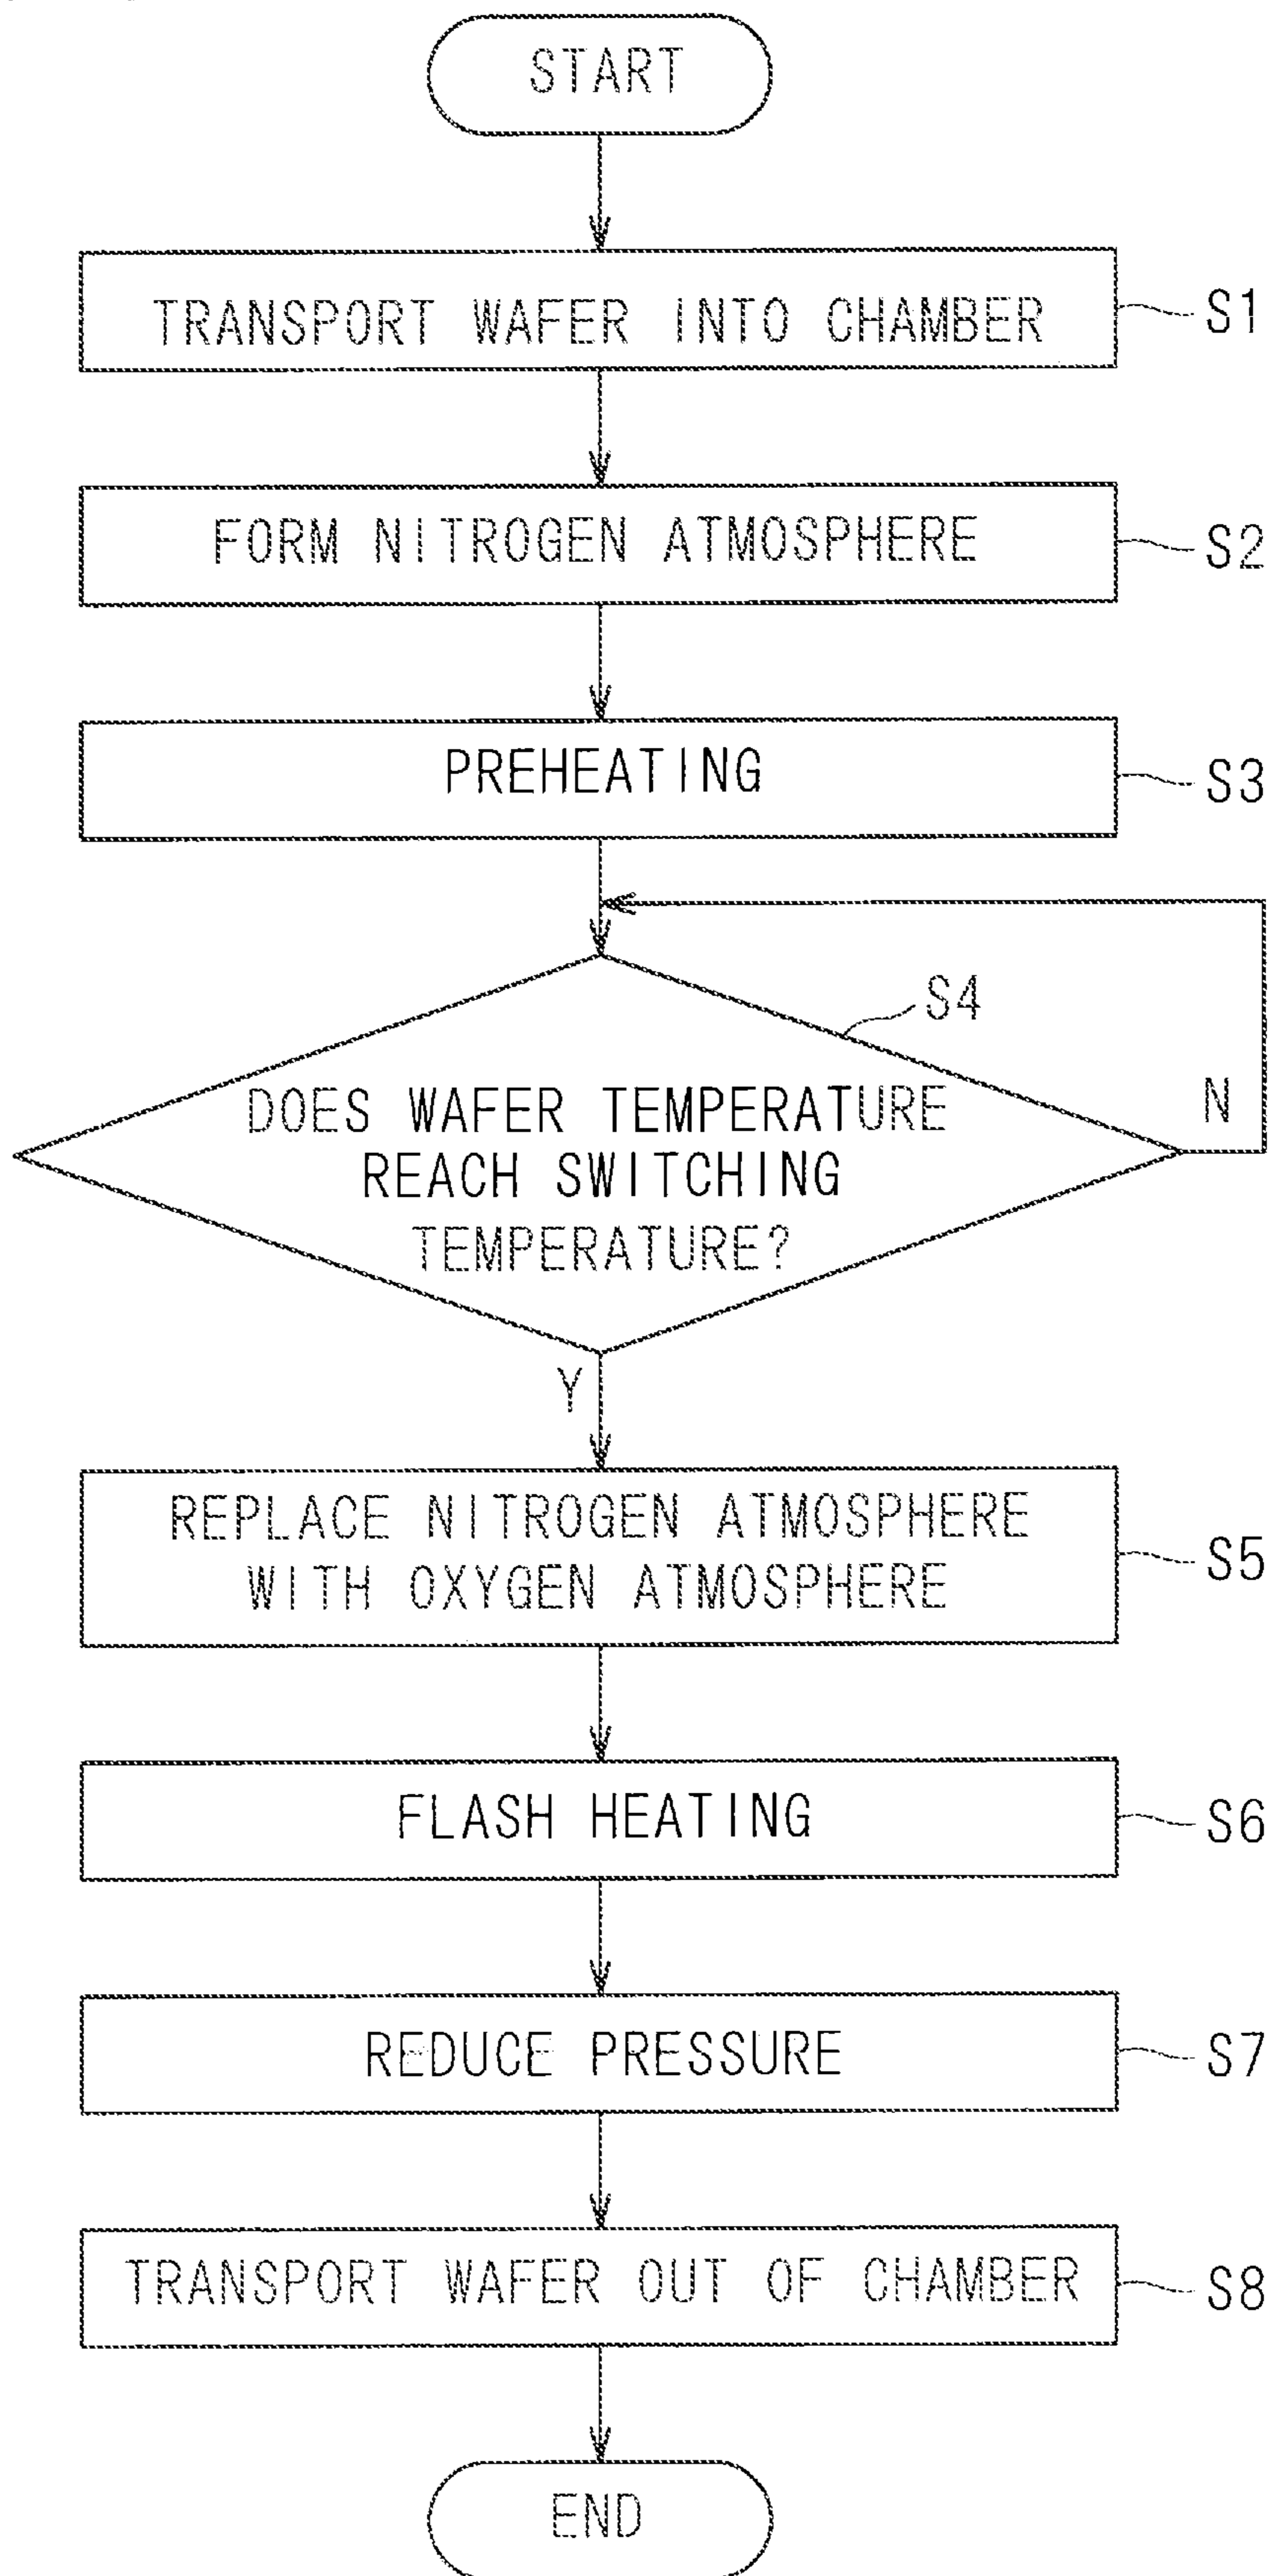 START
TRANSPORT WAFER INTO CHAMBER
S1
FORM NITROGEN ATMOSPHERE
S2
PREHEATING
S3
S4
DOES WAFER TEMPERATURE
REACH SWITCHING
TEMPERATURE?
N
Y
REPLACE NITROGEN ATMOSPHERE
WITH OXYGEN ATMOSPHERE
S5
FLASH HEATING
S6
REDUCE PRESSURE
S7
TRANSPORT WAFER OUT OF CHAMBER
S8
END